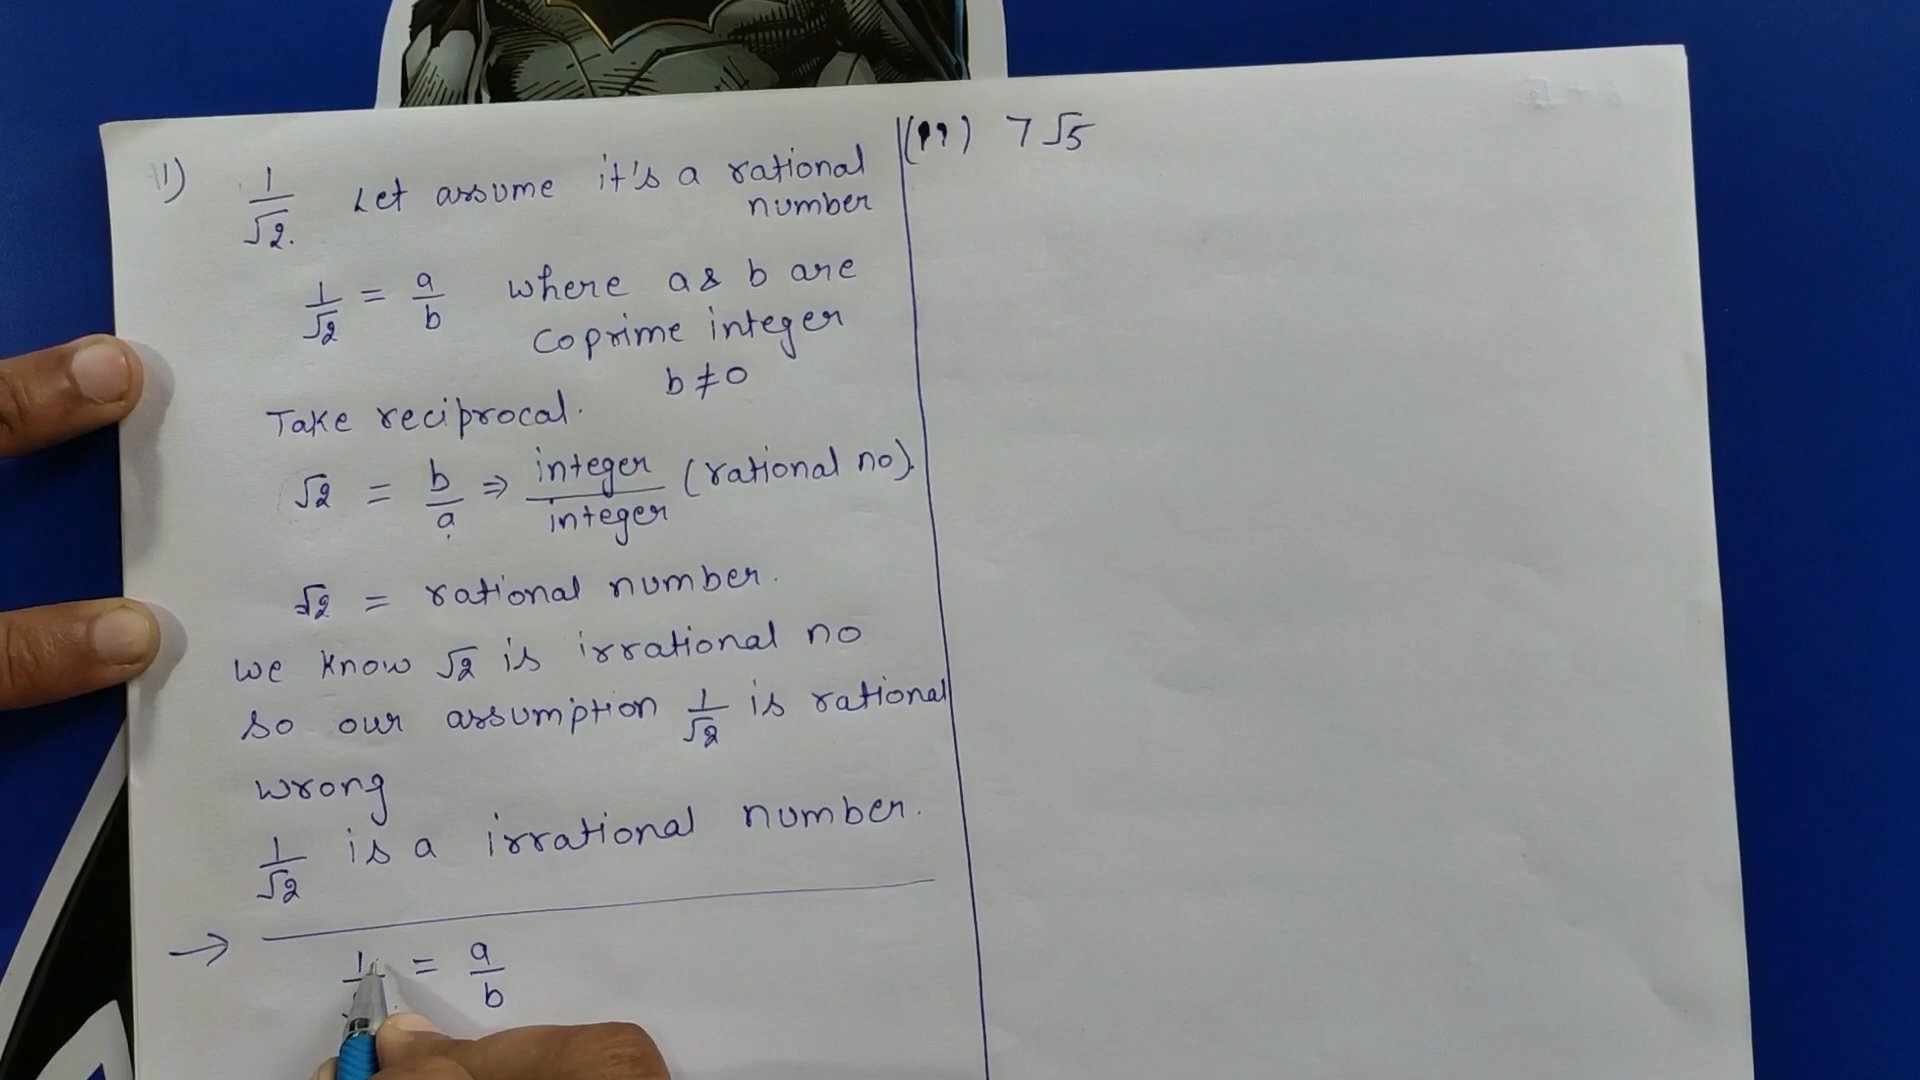 1) 1/√2. Let assume it's a rational
number
1/√2 = a/b where a & b are
coprime integer
b ≠ 0
Take reciprocal.
√2 = b/a ⇒ integer/integer (rational no).
√2 = rational number.
we know √2 is irrational no
so our assumption 1/√2 is rational
wrong
1/√2 is a irrational number.
→ 1/ = a/b
(ii) 7√5